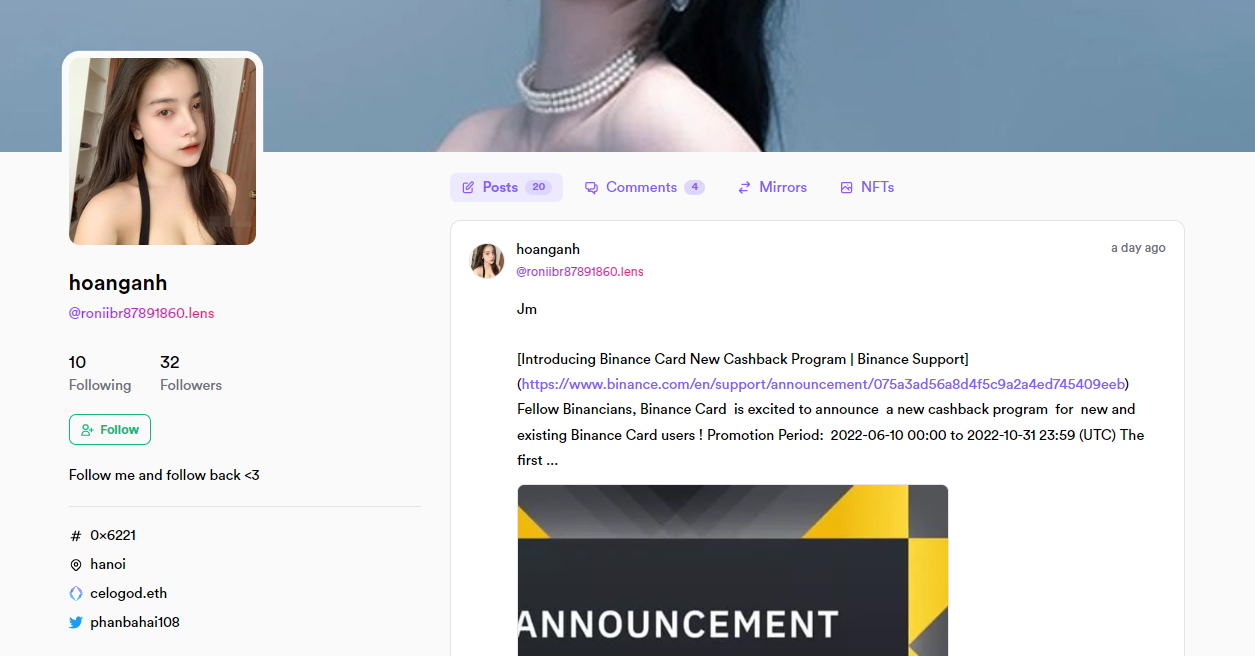 hoanganh
@roniibr87891860.lens
10
32
Following
Followers
Follow
Follow me and follow back <3
# 0x6221
hanoi
celogod.eth
phanbahai108
Posts 20
Comments 4
Mirrors
NFTs
hoanganh
a day ago
@roniibr87891860.lens
Jm
[Introducing Binance Card New Cashback Program | Binance Support]
(https://www.binance.com/en/support/announcement/075a3ad56a8d4f5c9a2a4ed745409eeb)
Fellow Binancians, Binance Card is excited to announce a new cashback program for new and
existing Binance Card users ! Promotion Period: 2022-06-10 00:00 to 2022-10-31 23:59 (UTC) The
first ...
ANNOUNCEMENT